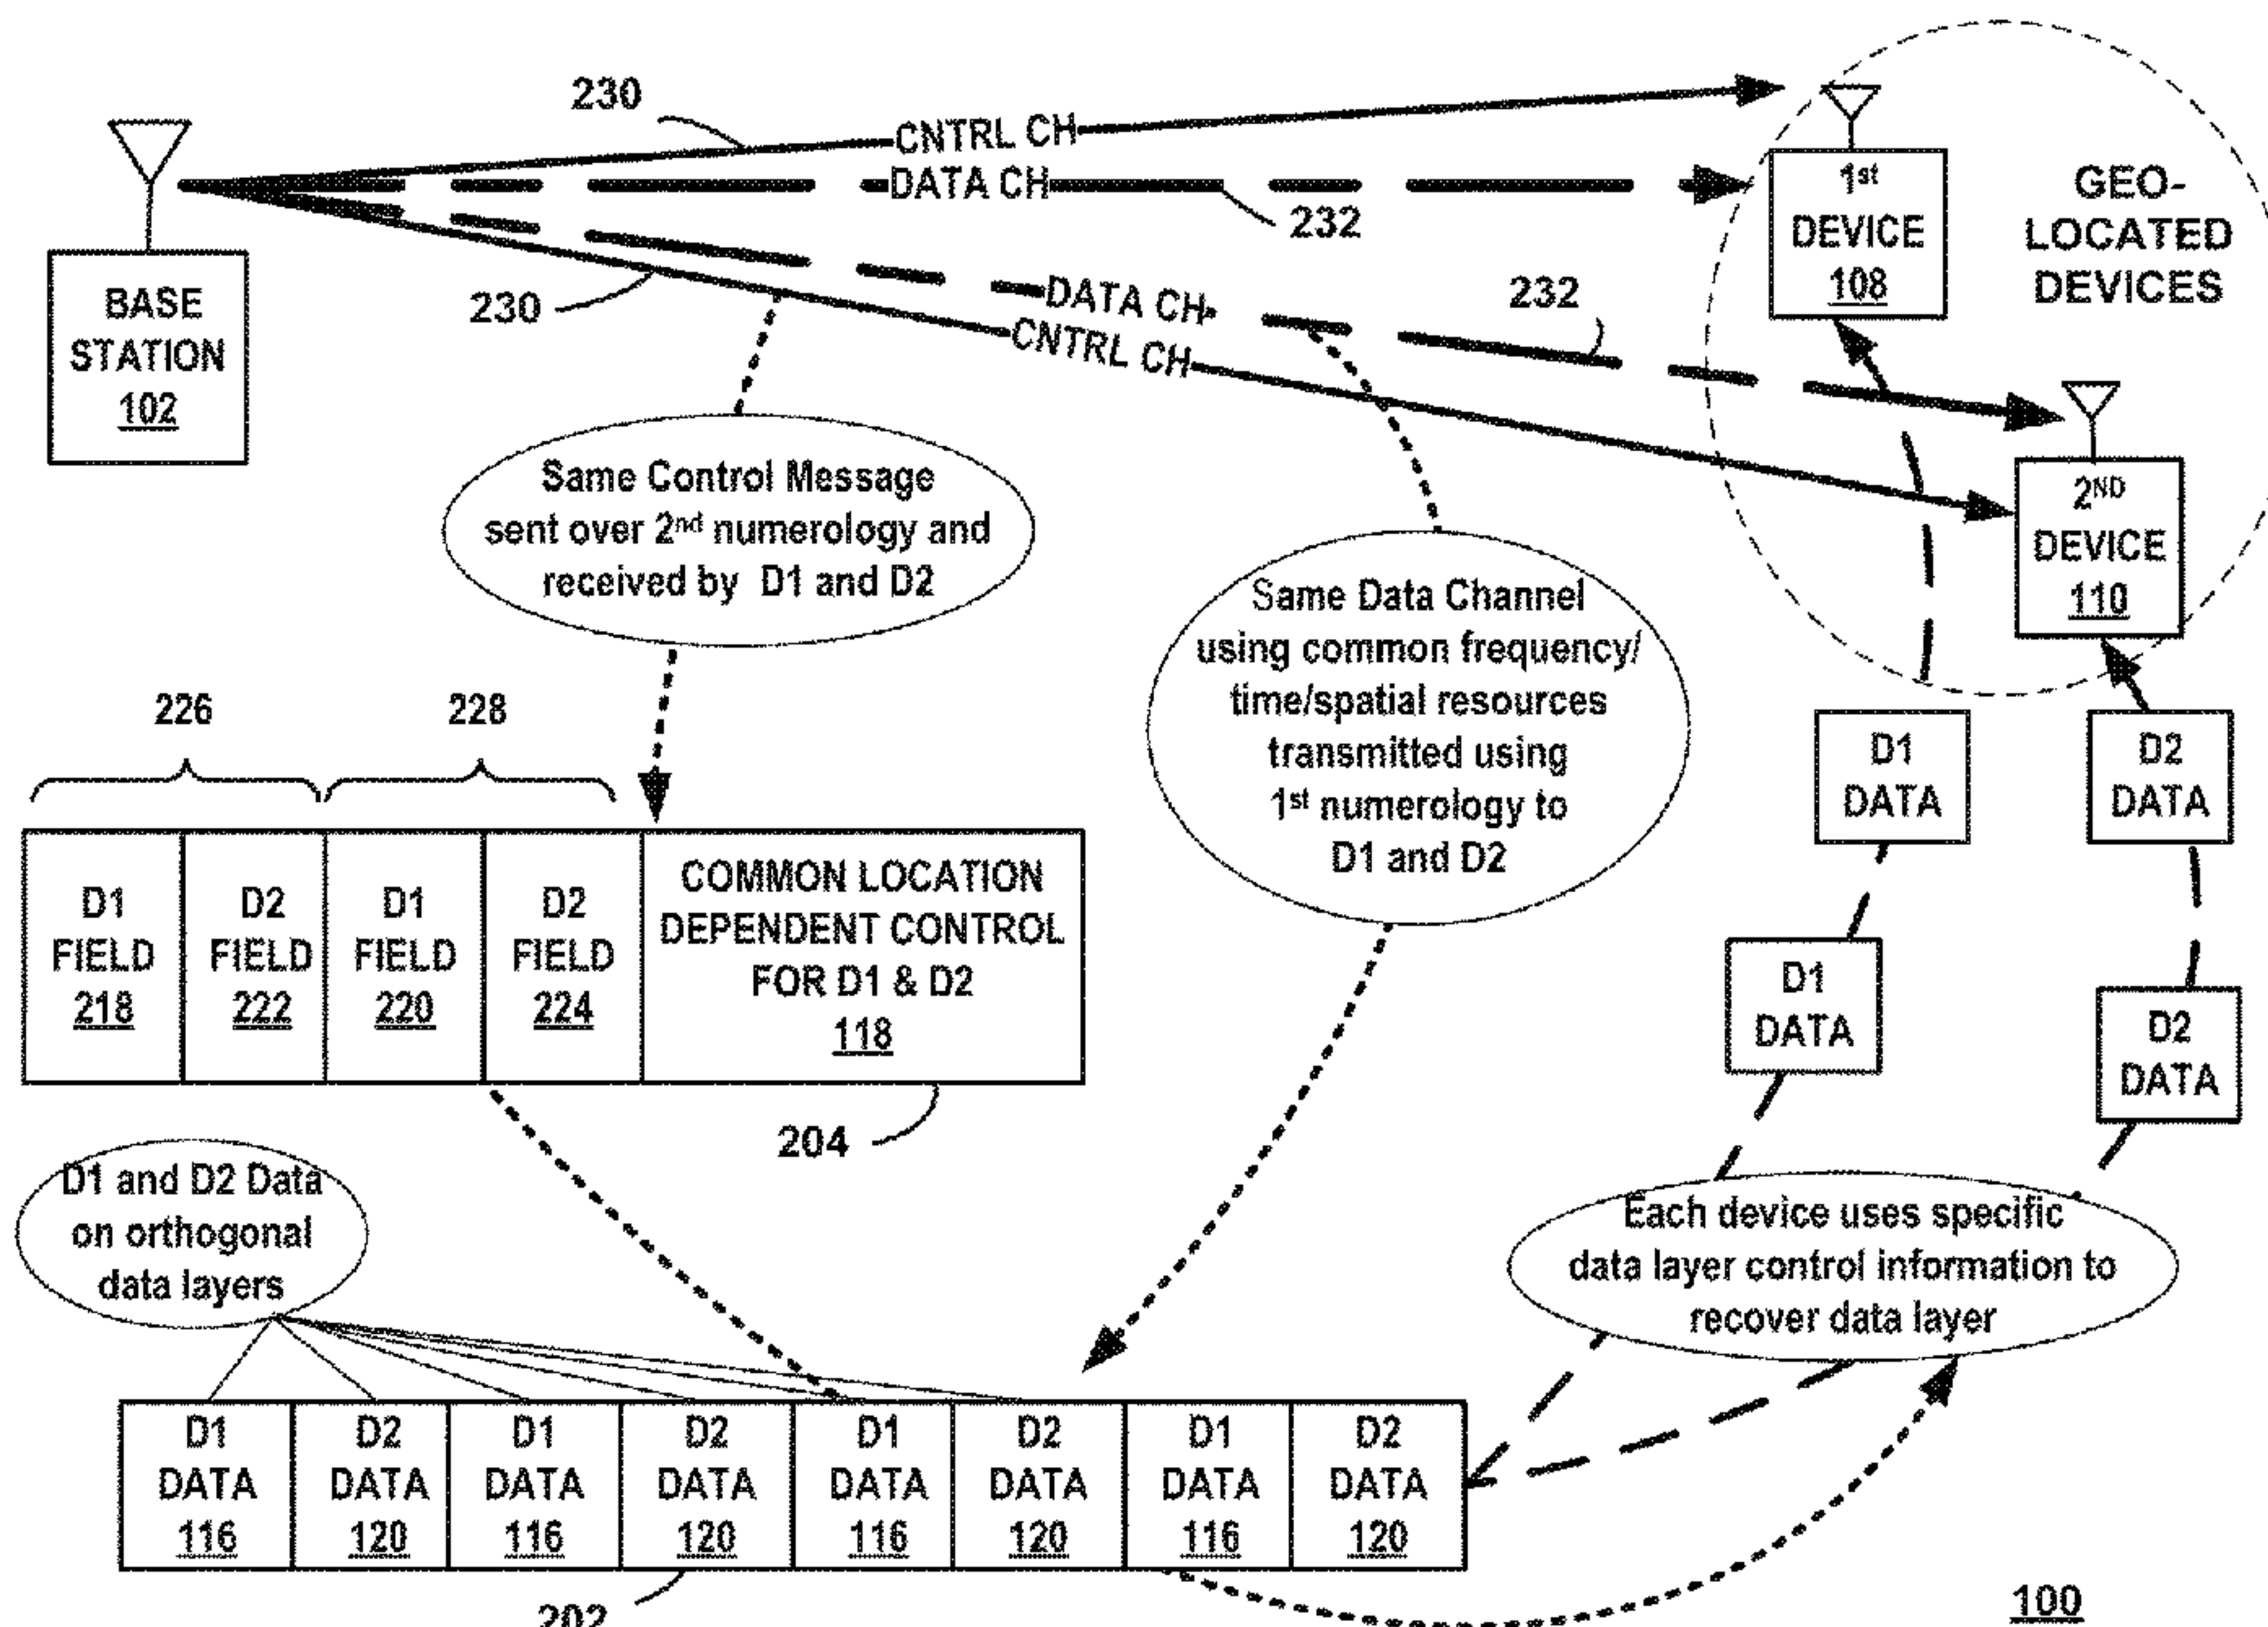 230
CNTRL CH
DATA CH
232
BASE
STATION
102
230
DATA CH
CNTRL CH
232
1st
DEVICE
108
GEO-
LOCATED
DEVICES
2ND
DEVICE
110
Same Control Message
sent over 2nd numerology and
received by D1 and D2
Same Data Channel
using common frequency/
time/spatial resources
transmitted using
1st numerology to
D1 and D2
226
228
D1
FIELD
218
D2
FIELD
222
D1
FIELD
220
D2
FIELD
224
COMMON LOCATION
DEPENDENT CONTROL
FOR D1 & D2
118
204
D1
DATA
D2
DATA
D1
DATA
D2
DATA
D1 and D2 Data
on orthogonal
data layers
Each device uses specific
data layer control information to
recover data layer
D1
DATA
116
D2
DATA
120
D1
DATA
116
D2
DATA
120
D1
DATA
116
D2
DATA
120
D1
DATA
116
D2
DATA
120
202
100